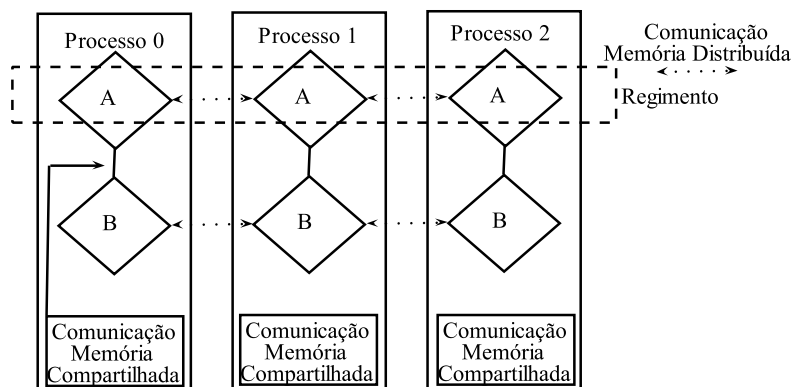 Processo 0
Processo 1
Processo 2
Comunicação
Memória Distribuída
A
A
A
Regimento
B
B
B
Comunicação
Memória
Compartilhada
Comunicação
Memória
Compartilhada
Comunicação
Memória
Compartilhada